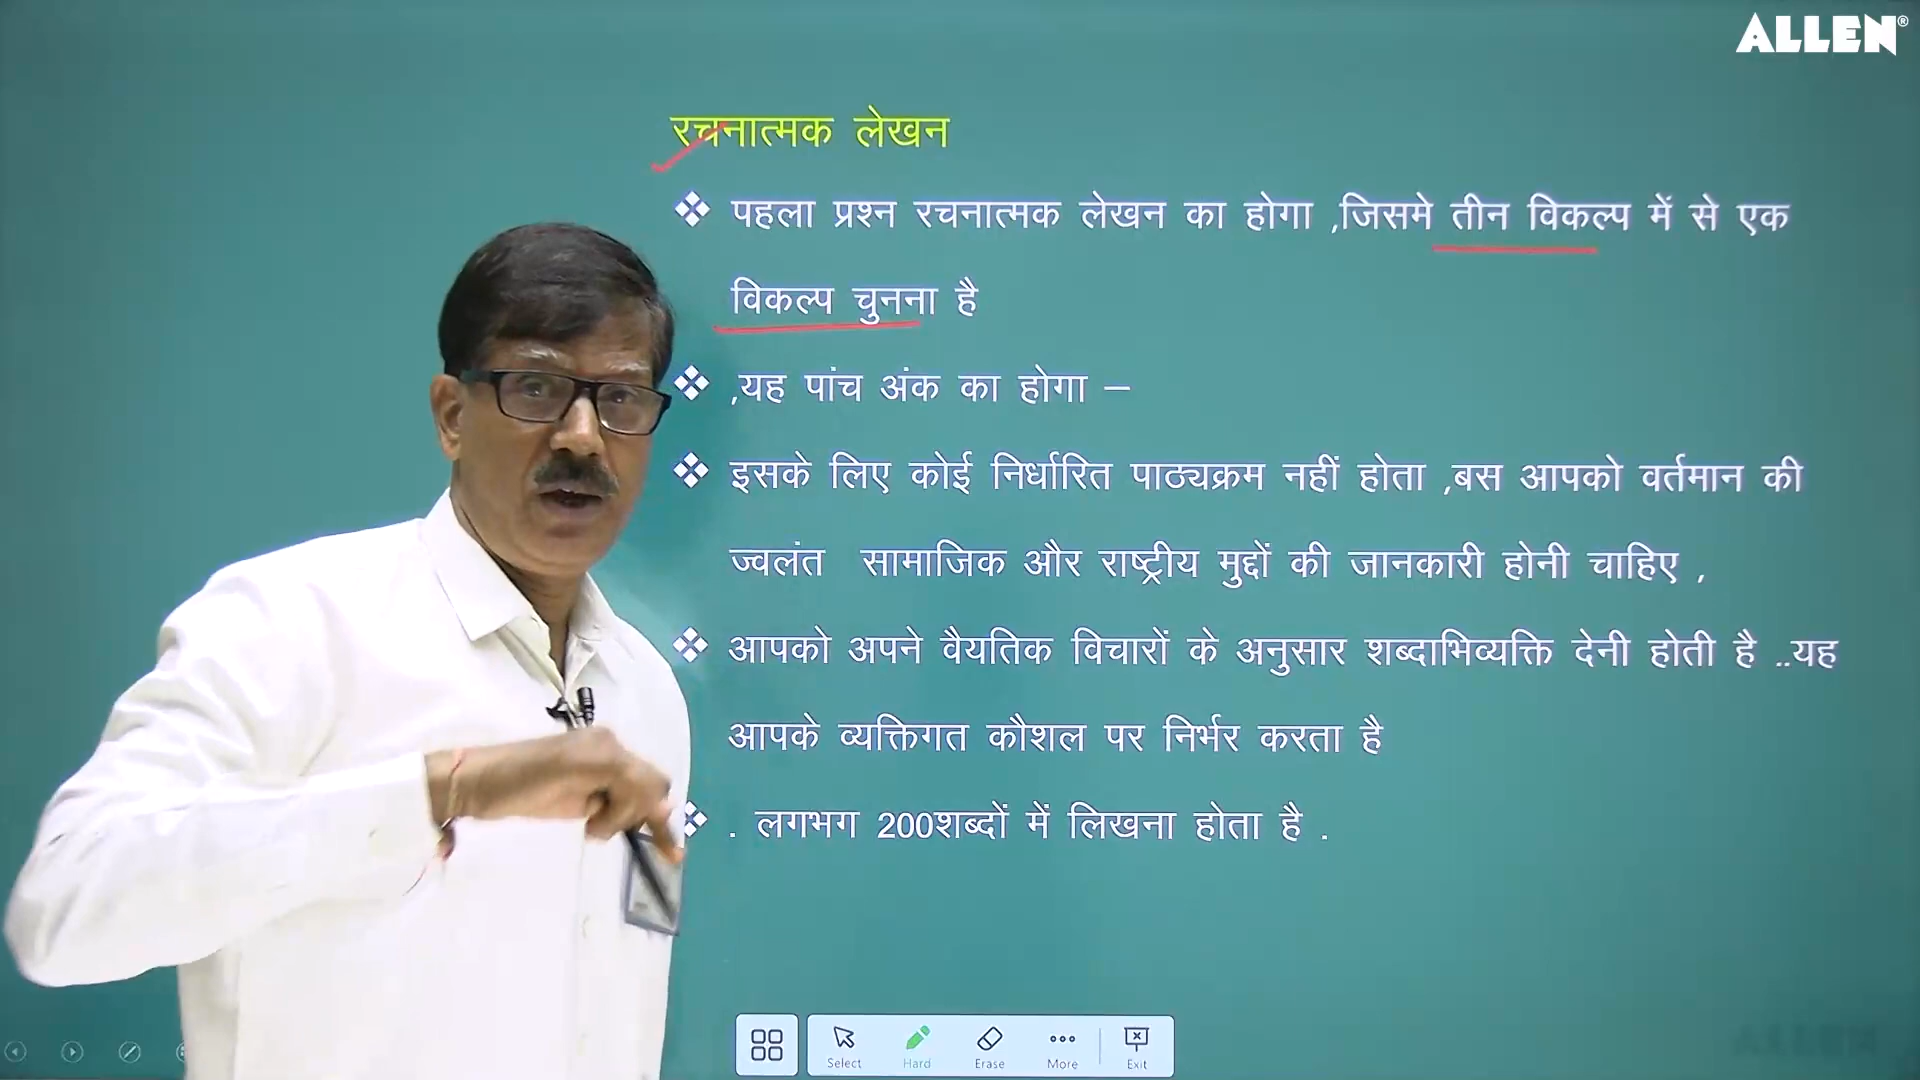 ALLEN®
रचनात्मक लेखन
❖ पहला प्रश्न रचनात्मक लेखन का होगा ,जिसमे तीन विकल्प में से एक
विकल्प चुनना है
❖ ,यह पांच अंक का होगा –
❖ इसके लिए कोई निर्धारित पाठ्यक्रम नहीं होता ,बस आपको वर्तमान की
ज्वलंत सामाजिक और राष्ट्रीय मुद्दों की जानकारी होनी चाहिए ,
❖ आपको अपने वैयतिक विचारों के अनुसार शब्दाभिव्यक्ति देनी होती है ..यह
आपके व्यक्तिगत कौशल पर निर्भर करता है
❖ . लगभग 200शब्दों में लिखना होता है .
Select Hard Erase More Exit
ALLEN